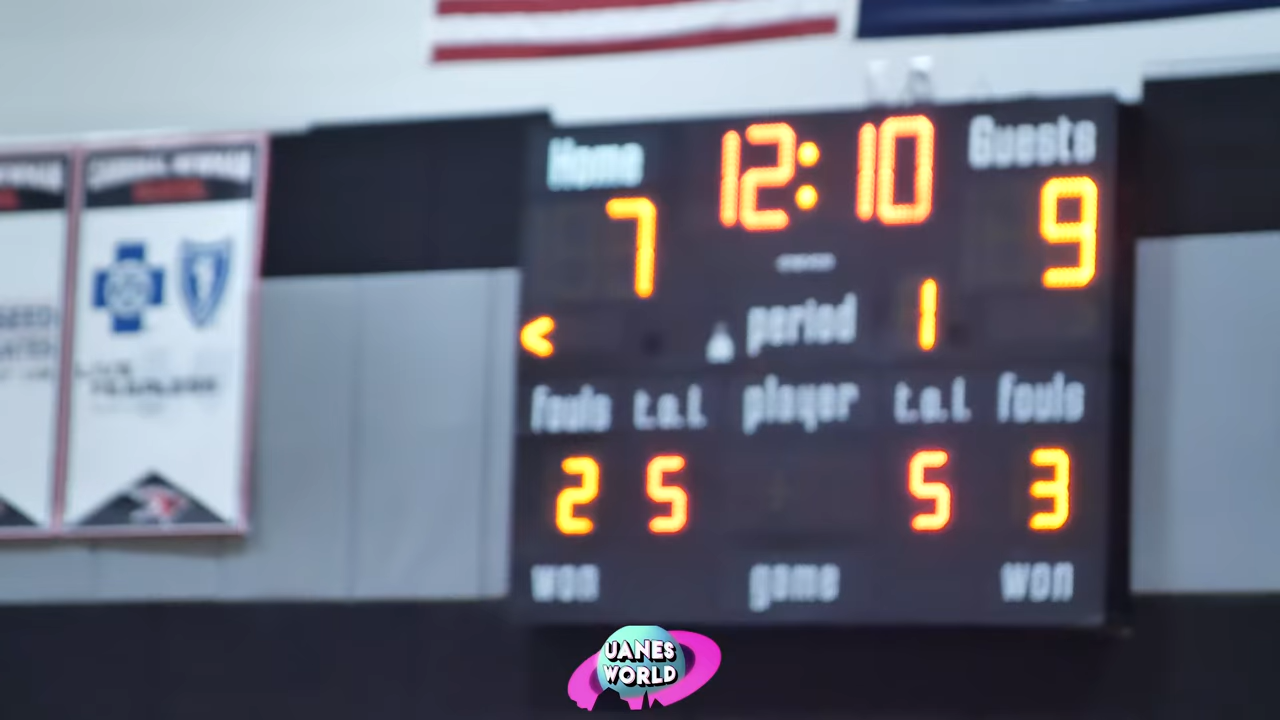 Home 12:10 Guests
7 9
period 1
<
fouls t.o.l. player t.o.l. fouls
2 5 5 3
won game won
UANES
WORLD